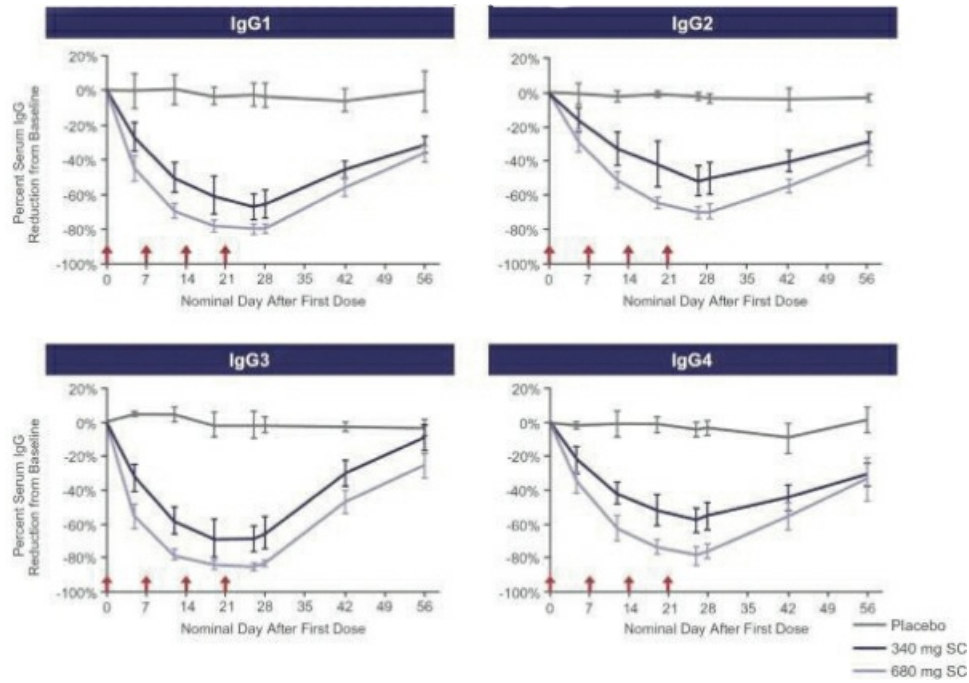 IgG1
IgG2
20%
0%
-20%
-40%
-60%
-80%
-100%
Percent Serum IgG
Reduction from Baseline
0 7 14 21 28 35 42 49 56
Nominal Day After First Dose
20%
0%
-20%
-40%
-60%
-80%
-100%
0 7 14 21 28 35 42 49 56
Nominal Day After First Dose
IgG3
IgG4
20%
0%
-20%
-40%
-60%
-80%
-100%
Percent Serum IgG
Reduction from Baseline
0 7 14 21 28 35 42 49 56
Nominal Day After First Dose
20%
0%
-20%
-40%
-60%
-80%
-100%
0 7 14 21 28 35 42 49 56
Nominal Day After First Dose
Placebo
340 mg SC
680 mg SC